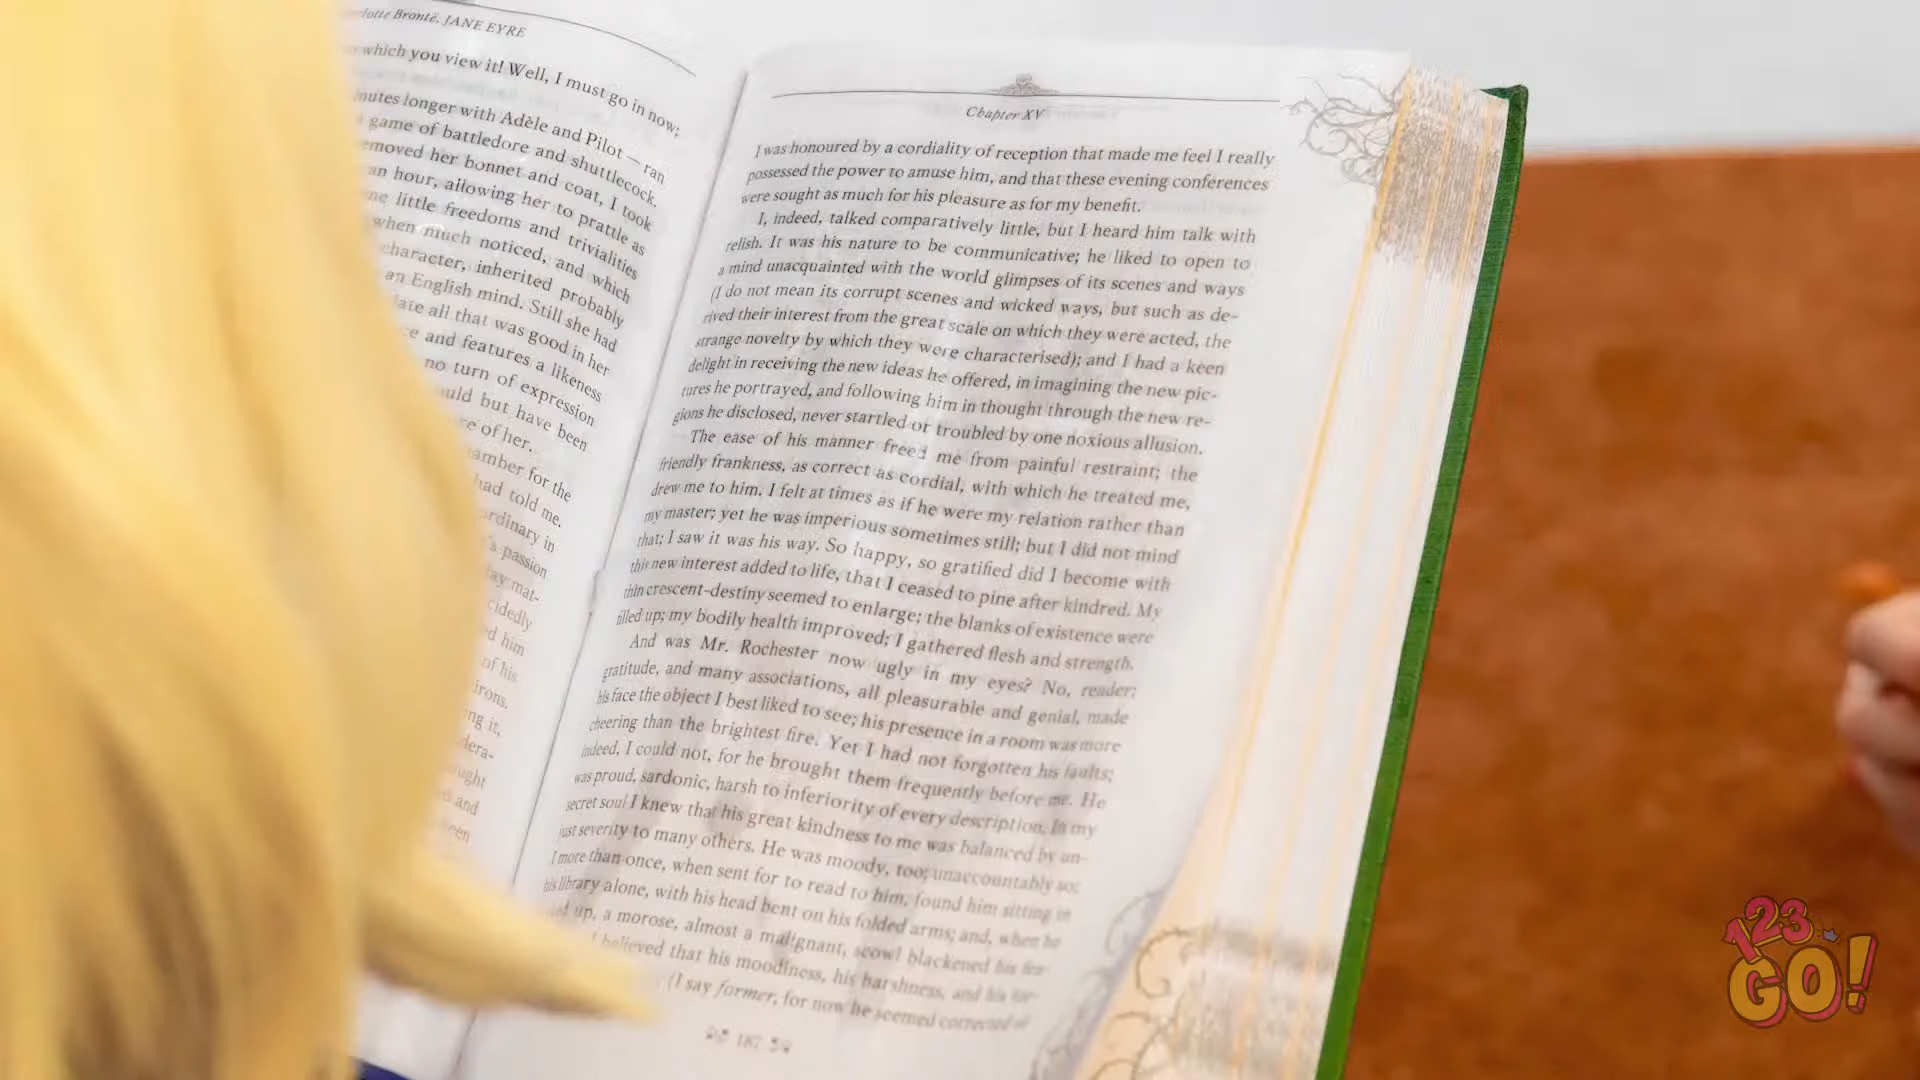 lotte Brontë, JANE EYRE
which you view it! Well, I must go in now;
longer with Adèle and Pilot — ran
game of battledore and shuttlecock.
her bonnet and coat, I took
an hour, allowing her to prattle as
little freedoms and trivialities
when much noticed, and which
character, inherited probably
an English mind. Still she had
all that was good in her
and features a likeness
no turn of expression
but have been
of her.
for the
had told me.
in
passion
mat-
him
of his
it,
and
Chapter XV
I was honoured by a cordiality of reception that made me feel I really
possessed the power to amuse him, and that these evening conferences
were sought as much for his pleasure as for my benefit.
I, indeed, talked comparatively little, but I heard him talk with
relish. It was his nature to be communicative; he liked to open to
a mind unacquainted with the world glimpses of its scenes and ways
(I do not mean its corrupt scenes and wicked ways, but such as de-
rived their interest from the great scale on which they were acted, the
strange novelty by which they were characterised); and I had a keen
delight in receiving the new ideas he offered, in imagining the new pic-
tures he portrayed, and following him in thought through the new re-
gions he disclosed, never startled or troubled by one noxious allusion.
The ease of his manner freed me from painful restraint; the
friendly frankness, as correct as cordial, with which he treated me,
drew me to him. I felt at times as if he were my relation rather than
my master; yet he was imperious sometimes still; but I did not mind
that; I saw it was his way. So happy, so gratified did I become with
this new interest added to life, that I ceased to pine after kindred. My
thin crescent-destiny seemed to enlarge; the blanks of existence were
filled up; my bodily health improved; I gathered flesh and strength.
And was Mr. Rochester now ugly in my eyes? No, reader:
gratitude, and many associations, all pleasurable and genial, made
his face the object I best liked to see; his presence in a room was more
cheering than the brightest fire. Yet I had not forgotten his faults;
indeed, I could not, for he brought them frequently before me. He
was proud, sardonic, harsh to inferiority of every description. In my
secret soul I knew that his great kindness to me was balanced by un-
just severity to many others. He was moody, too; unaccountably so;
I more than once, when sent for to read to him, found him sitting in
his library alone, with his head bent on his folded arms; and, when he
up, a morose, almost a malignant, scowl blackened his fea-
I believed that his moodiness, his harshness, and his for-
(I say former, for now he seemed corrected of
187
123
GO!